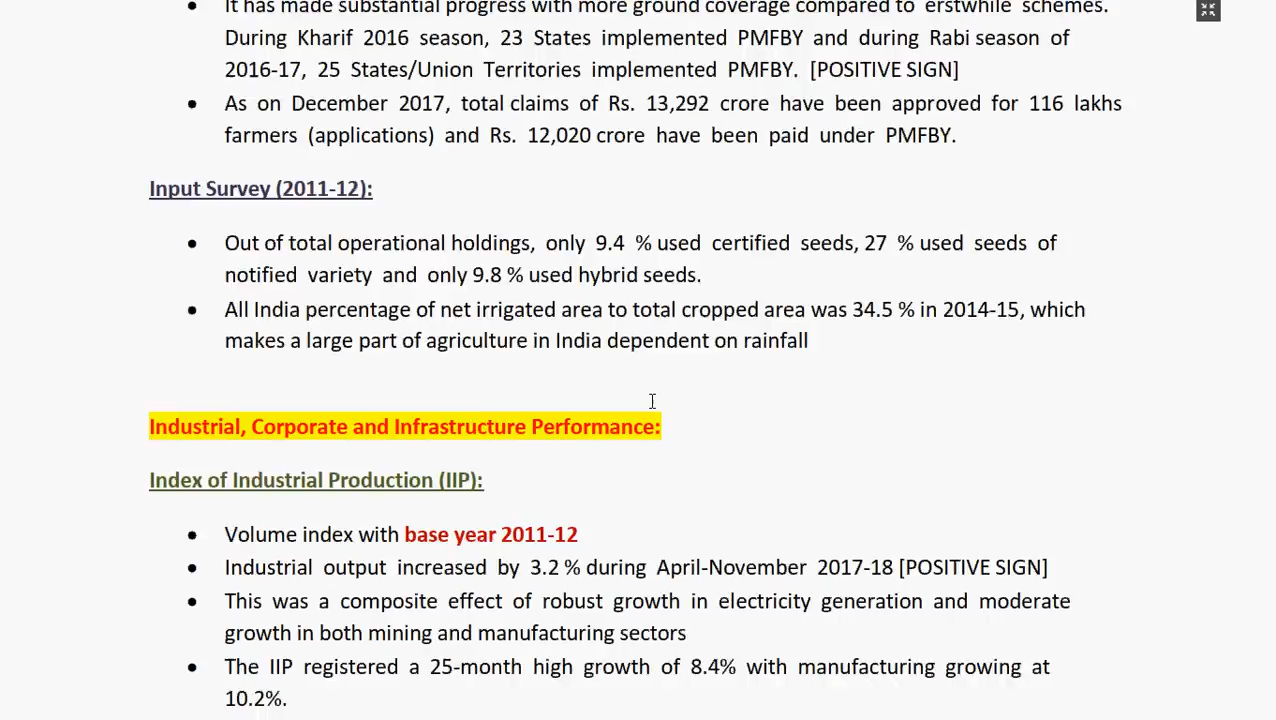 It has made substantial progress with more ground coverage compared to erstwhile schemes.
During Kharif 2016 season, 23 States implemented PMFBY and during Rabi season of
2016-17, 25 States/Union Territories implemented PMFBY. [POSITIVE SIGN]
As on December 2017, total claims of Rs. 13,292 crore have been approved for 116 lakhs
farmers (applications) and Rs. 12,020 crore have been paid under PMFBY.
Input Survey (2011-12):
Out of total operational holdings, only 9.4 % used certified seeds, 27 % used seeds of
notified variety and only 9.8 % used hybrid seeds.
All India percentage of net irrigated area to total cropped area was 34.5 % in 2014-15, which
makes a large part of agriculture in India dependent on rainfall
Industrial, Corporate and Infrastructure Performance:
Index of Industrial Production (IIP):
Volume index with base year 2011-12
Industrial output increased by 3.2 % during April-November 2017-18 [POSITIVE SIGN]
This was a composite effect of robust growth in electricity generation and moderate
growth in both mining and manufacturing sectors
The IIP registered a 25-month high growth of 8.4% with manufacturing growing at
10.2%.